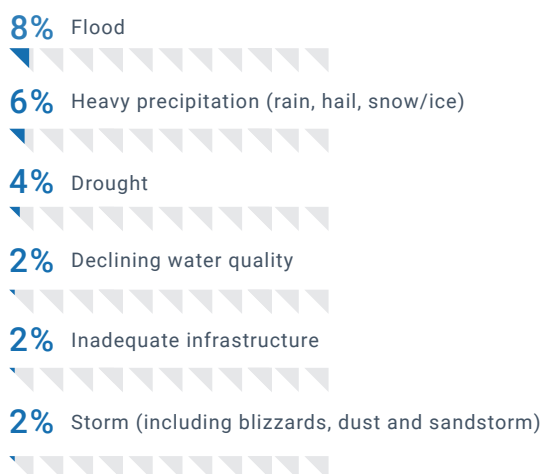 8% Flood
6% Heavy precipitation (rain, hail, snow/ice)
4% Drought
2% Declining water quality
2% Inadequate infrastructure
2% Storm (including blizzards, dust and sandstorm)